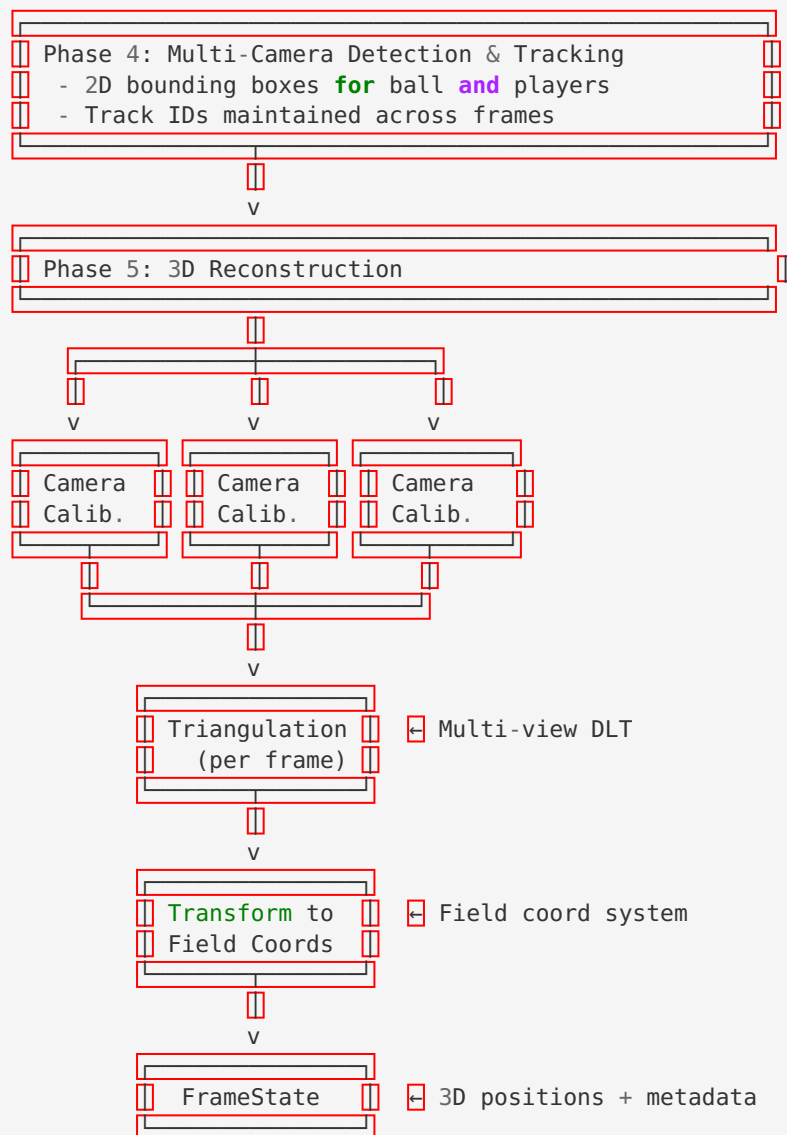 Phase 4: Multi-Camera Detection & Tracking
- 2D bounding boxes for ball and players
- Track IDs maintained across frames
v
Phase 5: 3D Reconstruction
v v v
Camera Camera Camera
Calib. Calib. Calib.
v
Triangulation ← Multi-view DLT
(per frame)
v
Transform to ← Field coord system
Field Coords
v
FrameState ← 3D positions + metadata